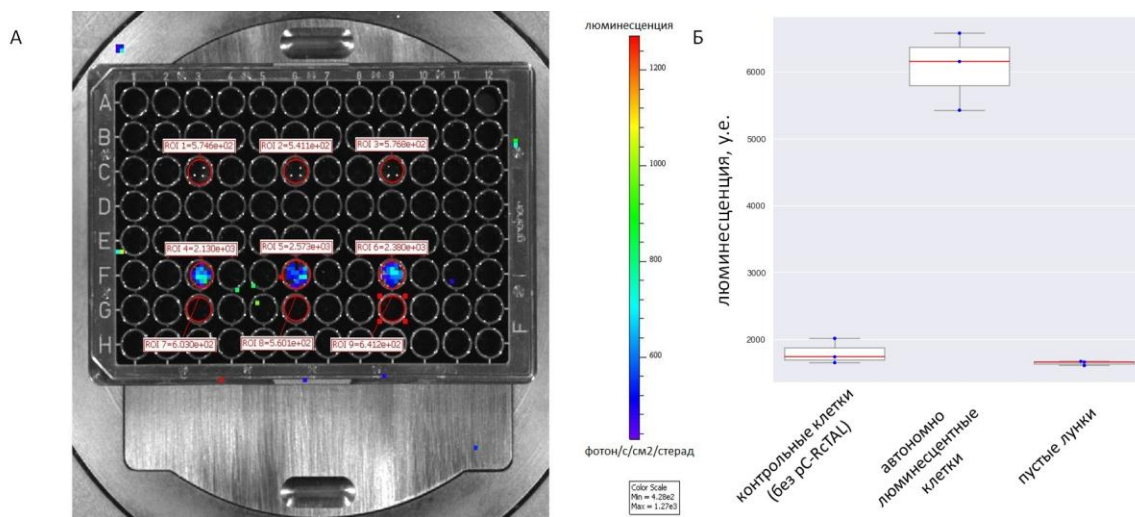 А
люминесценция
Б
1 2 3 4 5 6 7 8 9 10 11 12
A
B
C
D
E
F
G
H
ROI 1=5.746e+02
ROI 2=5.411e+02
ROI 3=5.768e+02
ROI 4=2.130e+03
ROI 5=2.573e+03
ROI 6=2.380e+03
ROI 7=6.030e+02
ROI 8=5.601e+02
ROI 9=6.412e+02
greiner
F
1200
1000
800
600
фотон/с/см2/стерад
Color Scale
Min = 4.28e2
Max = 1.27e3
люминесценция, у.е.
6000
5000
4000
3000
2000
контрольные клетки
(без pC-RcTAL)
автономно
люминесцентные
клетки
пустые лунки